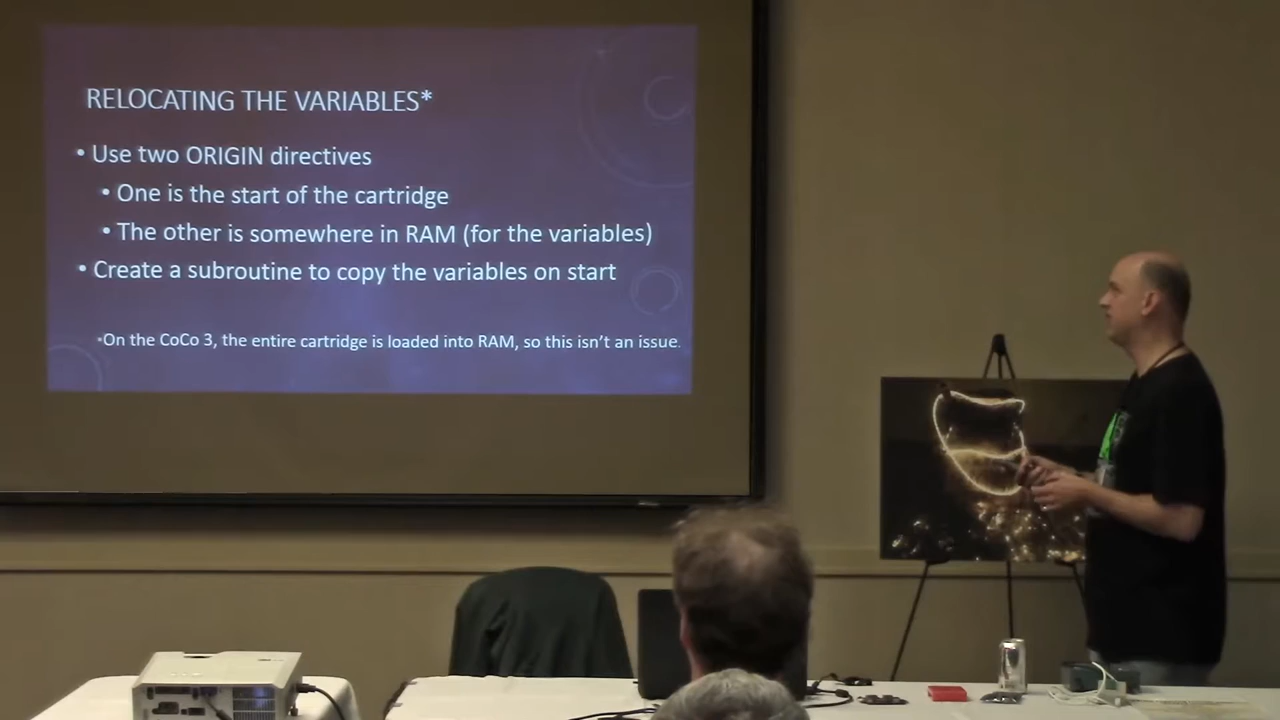 RELOCATING THE VARIABLES*
• Use two ORIGIN directives
• One is the start of the cartridge
• The other is somewhere in RAM (for the variables)
• Create a subroutine to copy the variables on start
*On the CoCo 3, the entire cartridge is loaded into RAM, so this isn't an issue.